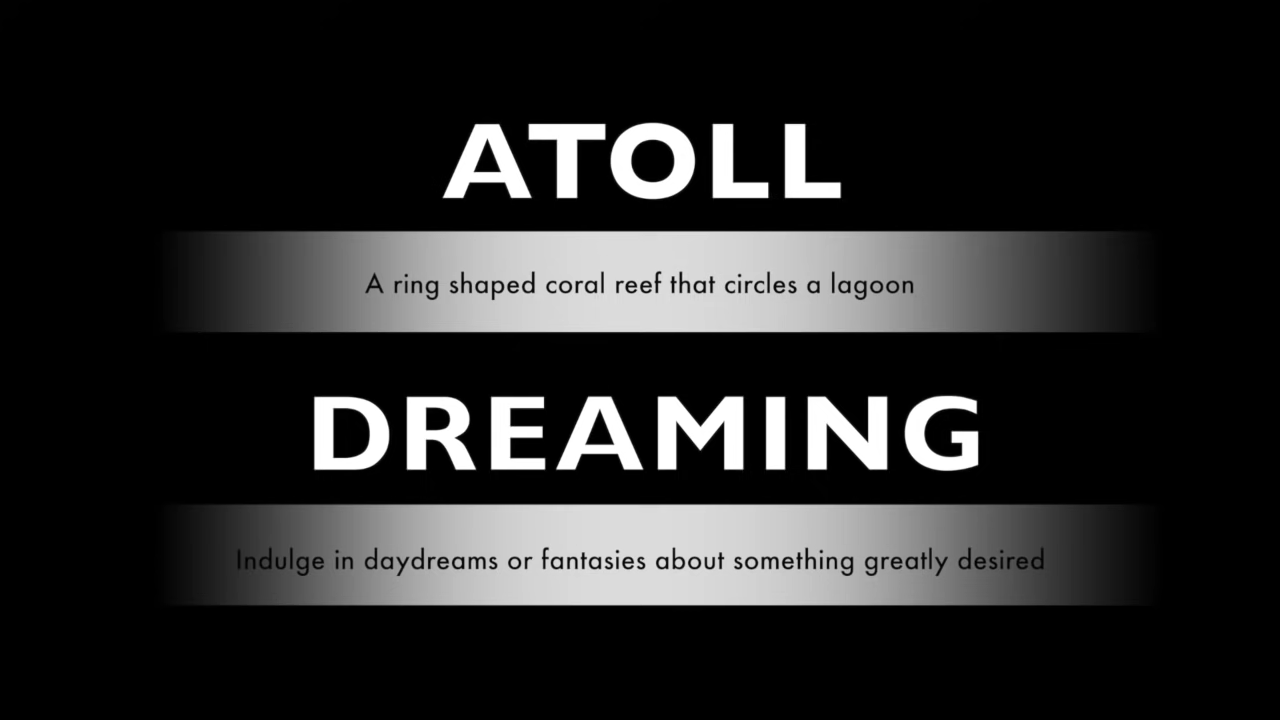 ATOLL
A ring shaped coral reef that circles a lagoon
DREAMING
Indulge in daydreams or fantasies about something greatly desired